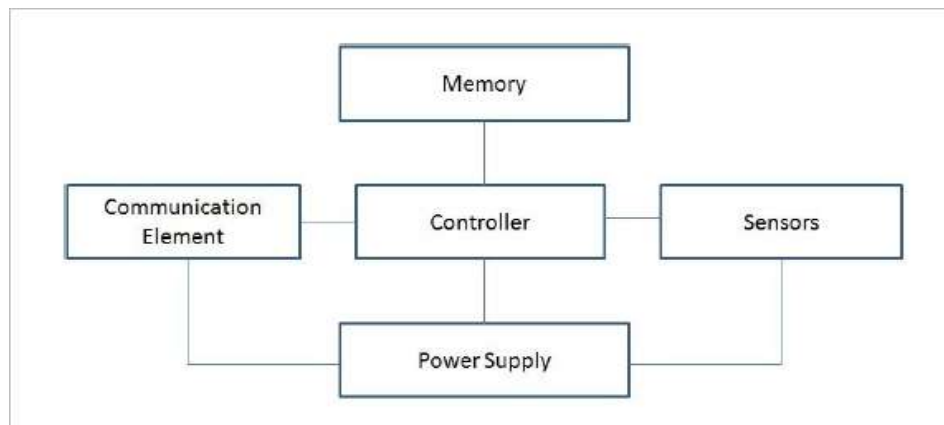 Memory
Communication
Element
Controller
Sensors
Power Supply